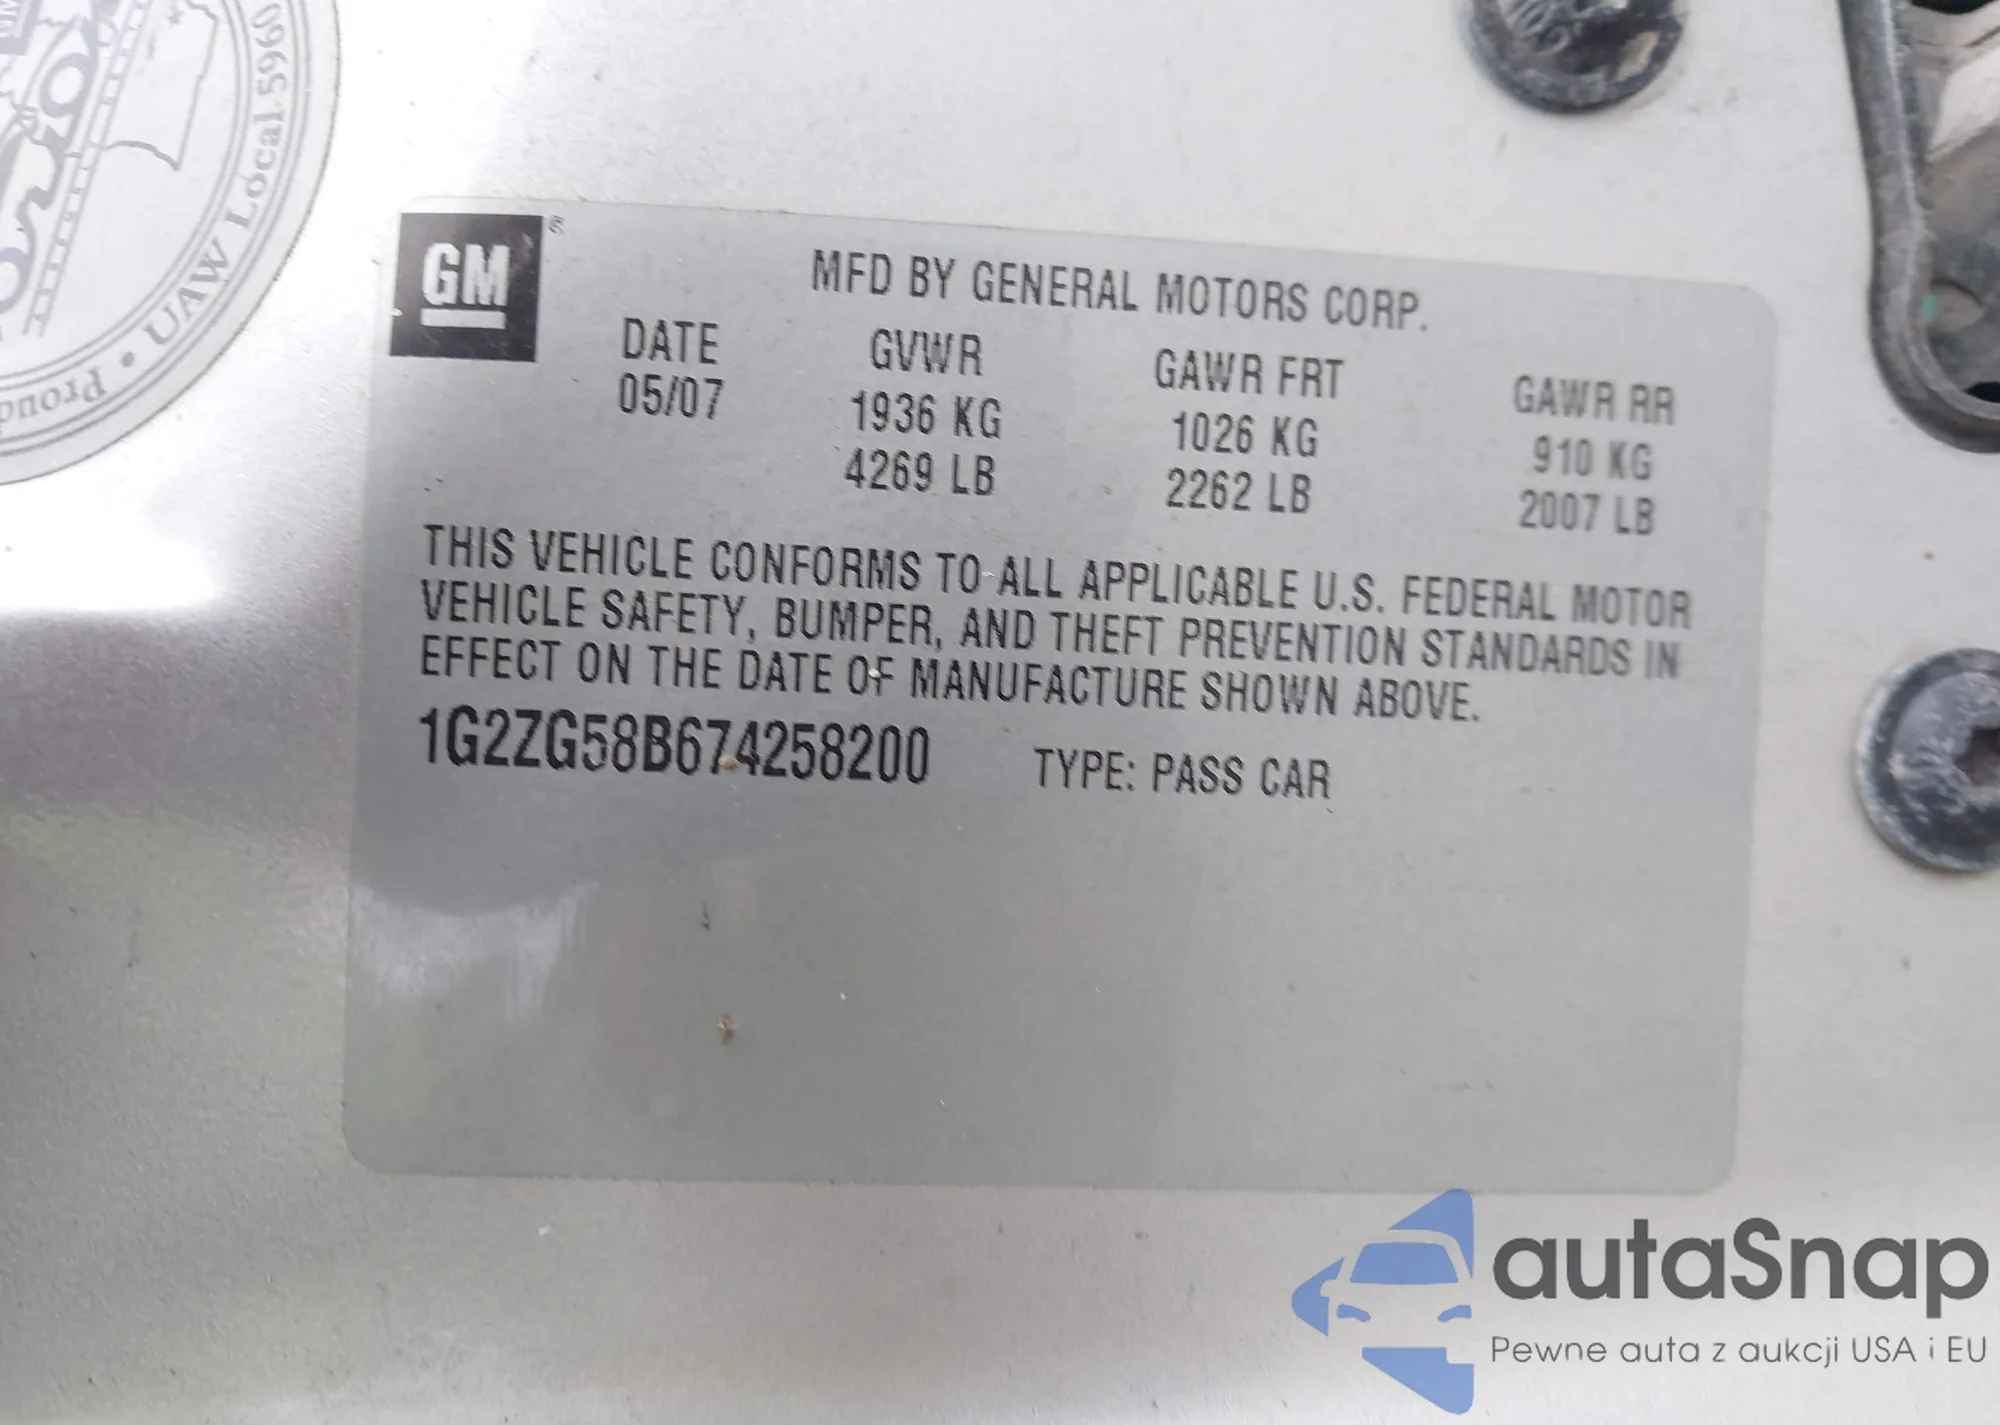 Proud • UAW Local 5960
GM
MFD BY GENERAL MOTORS CORP.
DATE GVWR GAWR FRT GAWR RR
05/07 1936 KG 1026 KG 910 KG
4269 LB 2262 LB 2007 LB
THIS VEHICLE CONFORMS TO ALL APPLICABLE U.S. FEDERAL MOTOR
VEHICLE SAFETY, BUMPER, AND THEFT PREVENTION STANDARDS IN
EFFECT ON THE DATE OF MANUFACTURE SHOWN ABOVE.
1G2ZG58B674258200 TYPE: PASS CAR
autaSnap
Pewne auta z aukcji USA i EU